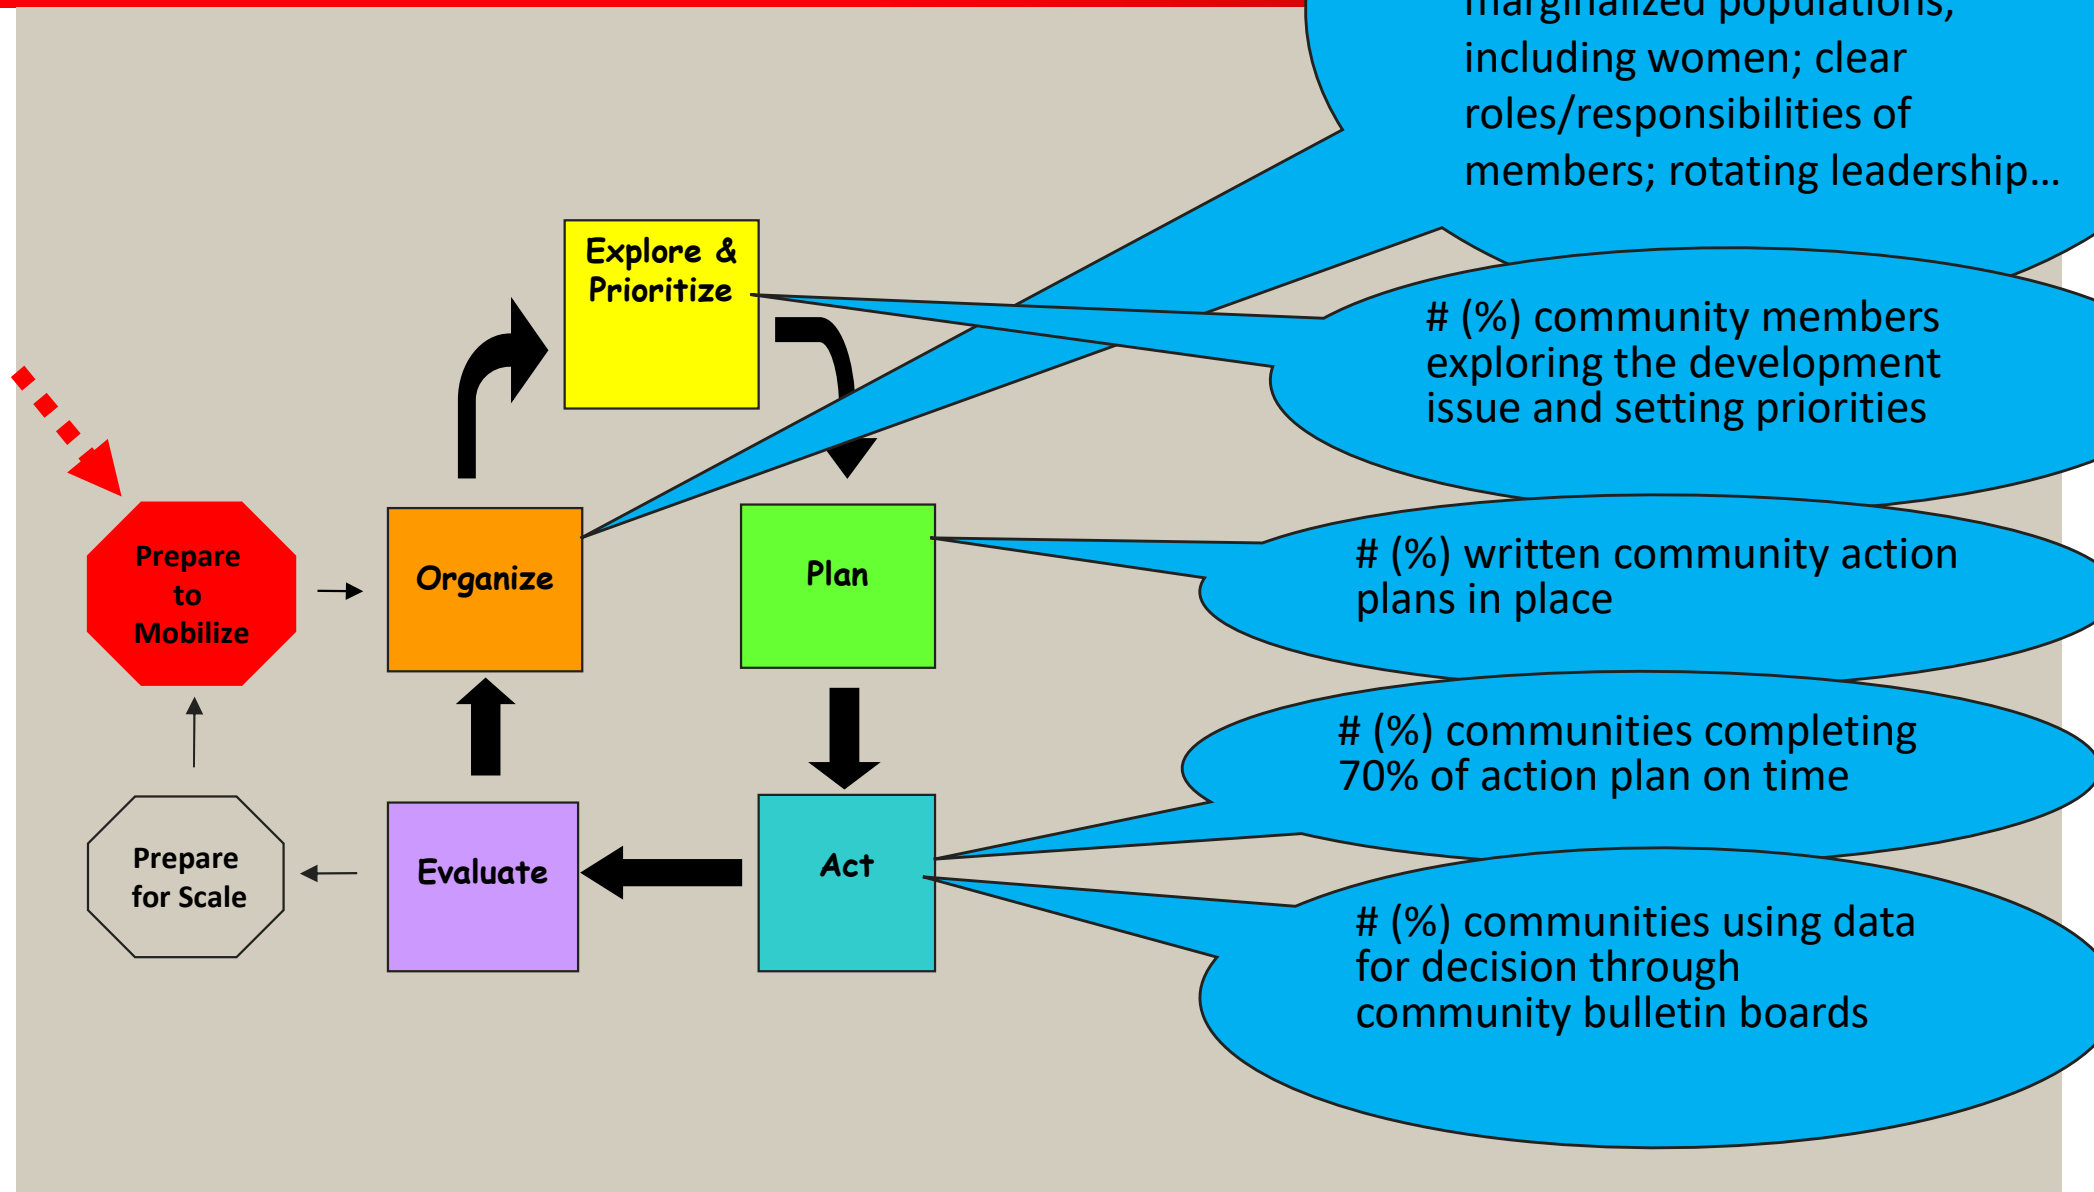 marginalized populations,
including women; clear
roles/responsibilities of
members; rotating leadership…
Explore &
Prioritize
# (%) community members
exploring the development
issue and setting priorities
Prepare
to
Mobilize
Organize
Plan
# (%) written community action
plans in place
# (%) communities completing
70% of action plan on time
Prepare
for Scale
Evaluate
Act
# (%) communities using data
for decision through
community bulletin boards